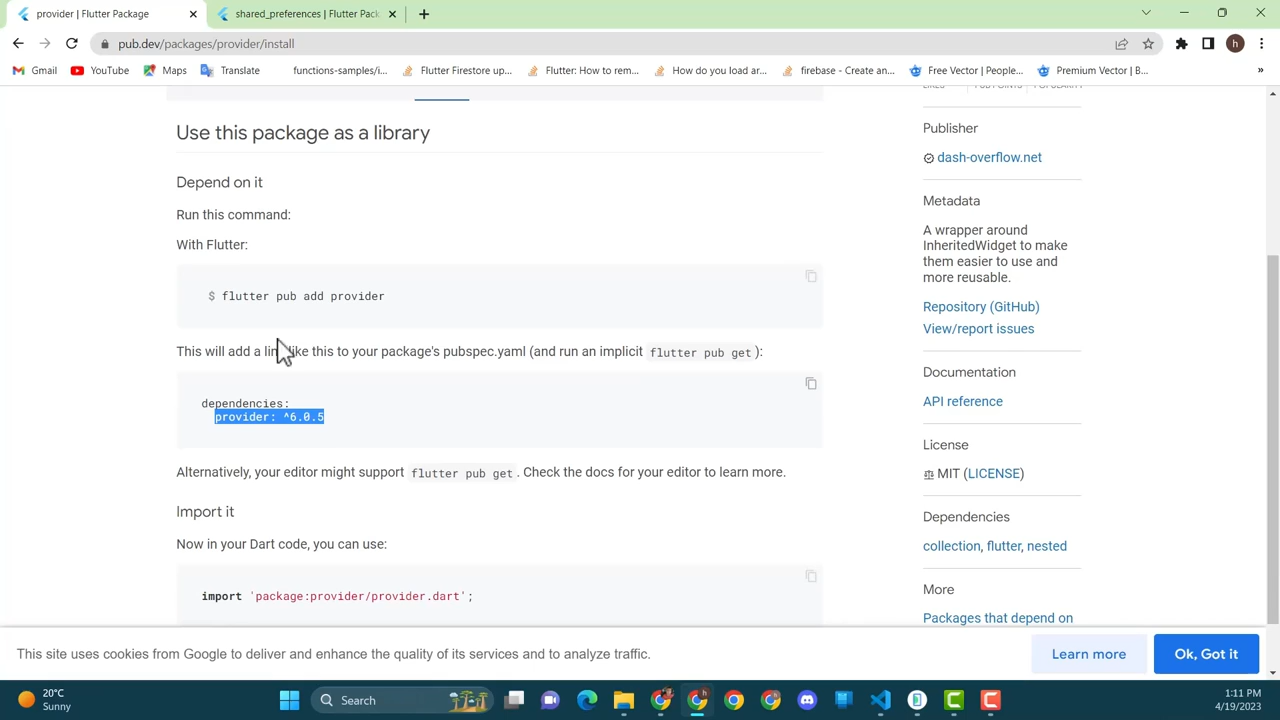 provider | Flutter Package
shared_preferences | Flutter Pack
pub.dev/packages/provider/install
h
Gmail
YouTube
Maps
Translate
functions-samples/i...
Flutter Firestore up...
Flutter: How to rem...
How do you load ar...
firebase - Create an...
Free Vector | People...
Premium Vector | B...
»
LIKES
PUB POINTS
POPULARITY
Use this package as a library
Depend on it
Run this command:
With Flutter:
$ flutter pub add provider
This will add a line like this to your package's pubspec.yaml (and run an implicit flutter pub get ):
dependencies:
provider: ^6.0.5
Alternatively, your editor might support flutter pub get . Check the docs for your editor to learn more.
Import it
Now in your Dart code, you can use:
import 'package:provider/provider.dart';
Publisher
dash-overflow.net
Metadata
A wrapper around
InheritedWidget to make
them easier to use and
more reusable.
Repository (GitHub)
View/report issues
Documentation
API reference
License
MIT (LICENSE)
Dependencies
collection, flutter, nested
More
Packages that depend on
This site uses cookies from Google to deliver and enhance the quality of its services and to analyze traffic.
Learn more
Ok, Got it
20°C
Sunny
Search
1:11 PM
4/19/2023